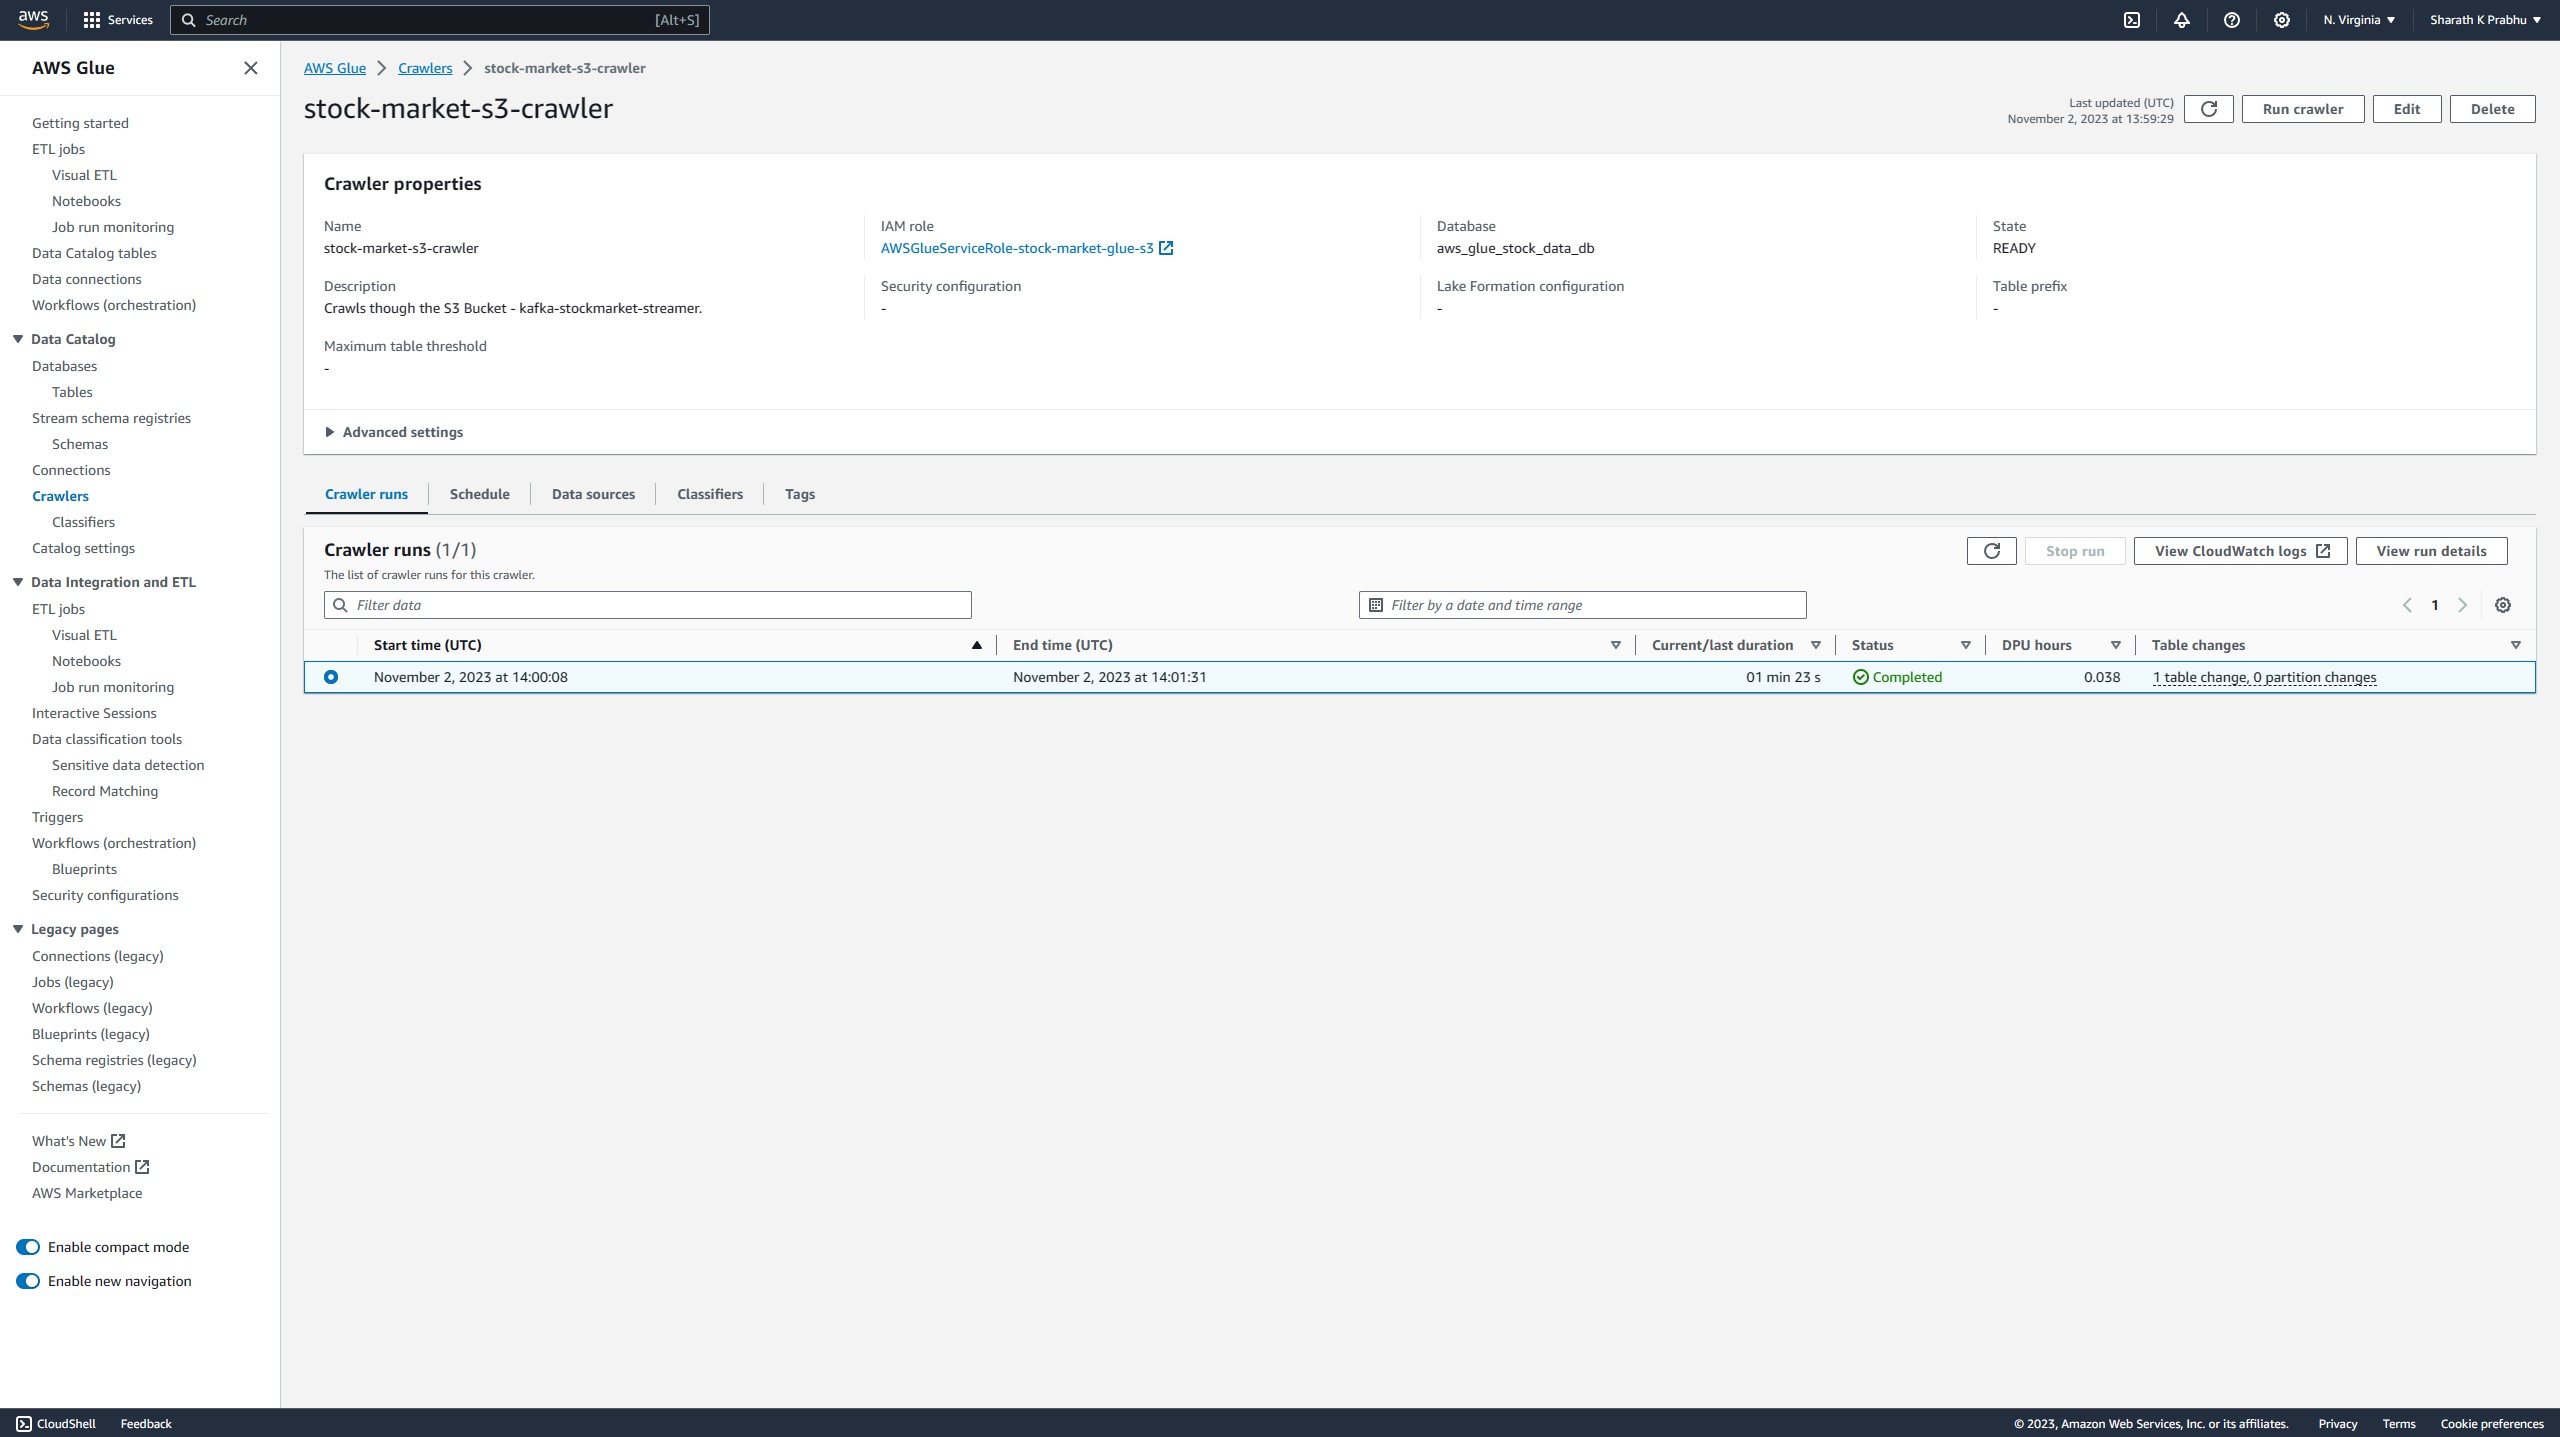 aws
Services
Search
[Alt+S]
N. Virginia
Sharath K Prabhu
AWS Glue
Getting started
ETL jobs
Visual ETL
Notebooks
Job run monitoring
Data Catalog tables
Data connections
Workflows (orchestration)
Data Catalog
Databases
Tables
Stream schema registries
Schemas
Connections
Crawlers
Classifiers
Catalog settings
Data Integration and ETL
ETL jobs
Visual ETL
Notebooks
Job run monitoring
Interactive Sessions
Data classification tools
Sensitive data detection
Record Matching
Triggers
Workflows (orchestration)
Blueprints
Security configurations
Legacy pages
Connections (legacy)
Jobs (legacy)
Workflows (legacy)
Blueprints (legacy)
Schema registries (legacy)
Schemas (legacy)
What's New
Documentation
AWS Marketplace
Enable compact mode
Enable new navigation
AWS Glue
Crawlers
stock-market-s3-crawler
stock-market-s3-crawler
Last updated (UTC)
November 2, 2023 at 13:59:29
Run crawler
Edit
Delete
Crawler properties
Name
stock-market-s3-crawler
IAM role
AWSGlueServiceRole-stock-market-glue-s3
Database
aws_glue_stock_data_db
State
READY
Description
Crawls though the S3 Bucket - kafka-stockmarket-streamer.
Security configuration
-
Lake Formation configuration
-
Table prefix
-
Maximum table threshold
-
Advanced settings
Crawler runs
Schedule
Data sources
Classifiers
Tags
Crawler runs (1/1)
The list of crawler runs for this crawler.
Stop run
View CloudWatch logs
View run details
Filter data
Filter by a date and time range
1
Start time (UTC)
End time (UTC)
Current/last duration
Status
DPU hours
Table changes
November 2, 2023 at 14:00:08
November 2, 2023 at 14:01:31
01 min 23 s
Completed
0.038
1 table change, 0 partition changes
CloudShell
Feedback
© 2023, Amazon Web Services, Inc. or its affiliates.
Privacy
Terms
Cookie preferences